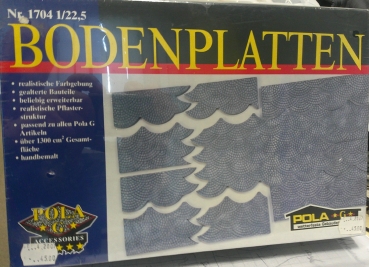 Nr. 1704 1/22,5
BODENPLATTEN
• realistische Farbgebung
• gealterte Bauteile
• beliebig erweiterbar
• realistische Pflaster-
struktur
• passend zu allen Pola G
Artikeln
• über 1300 cm² Gesamt-
fläche
• handbemalt
POLA
G
ACCESSORIES
POLA G